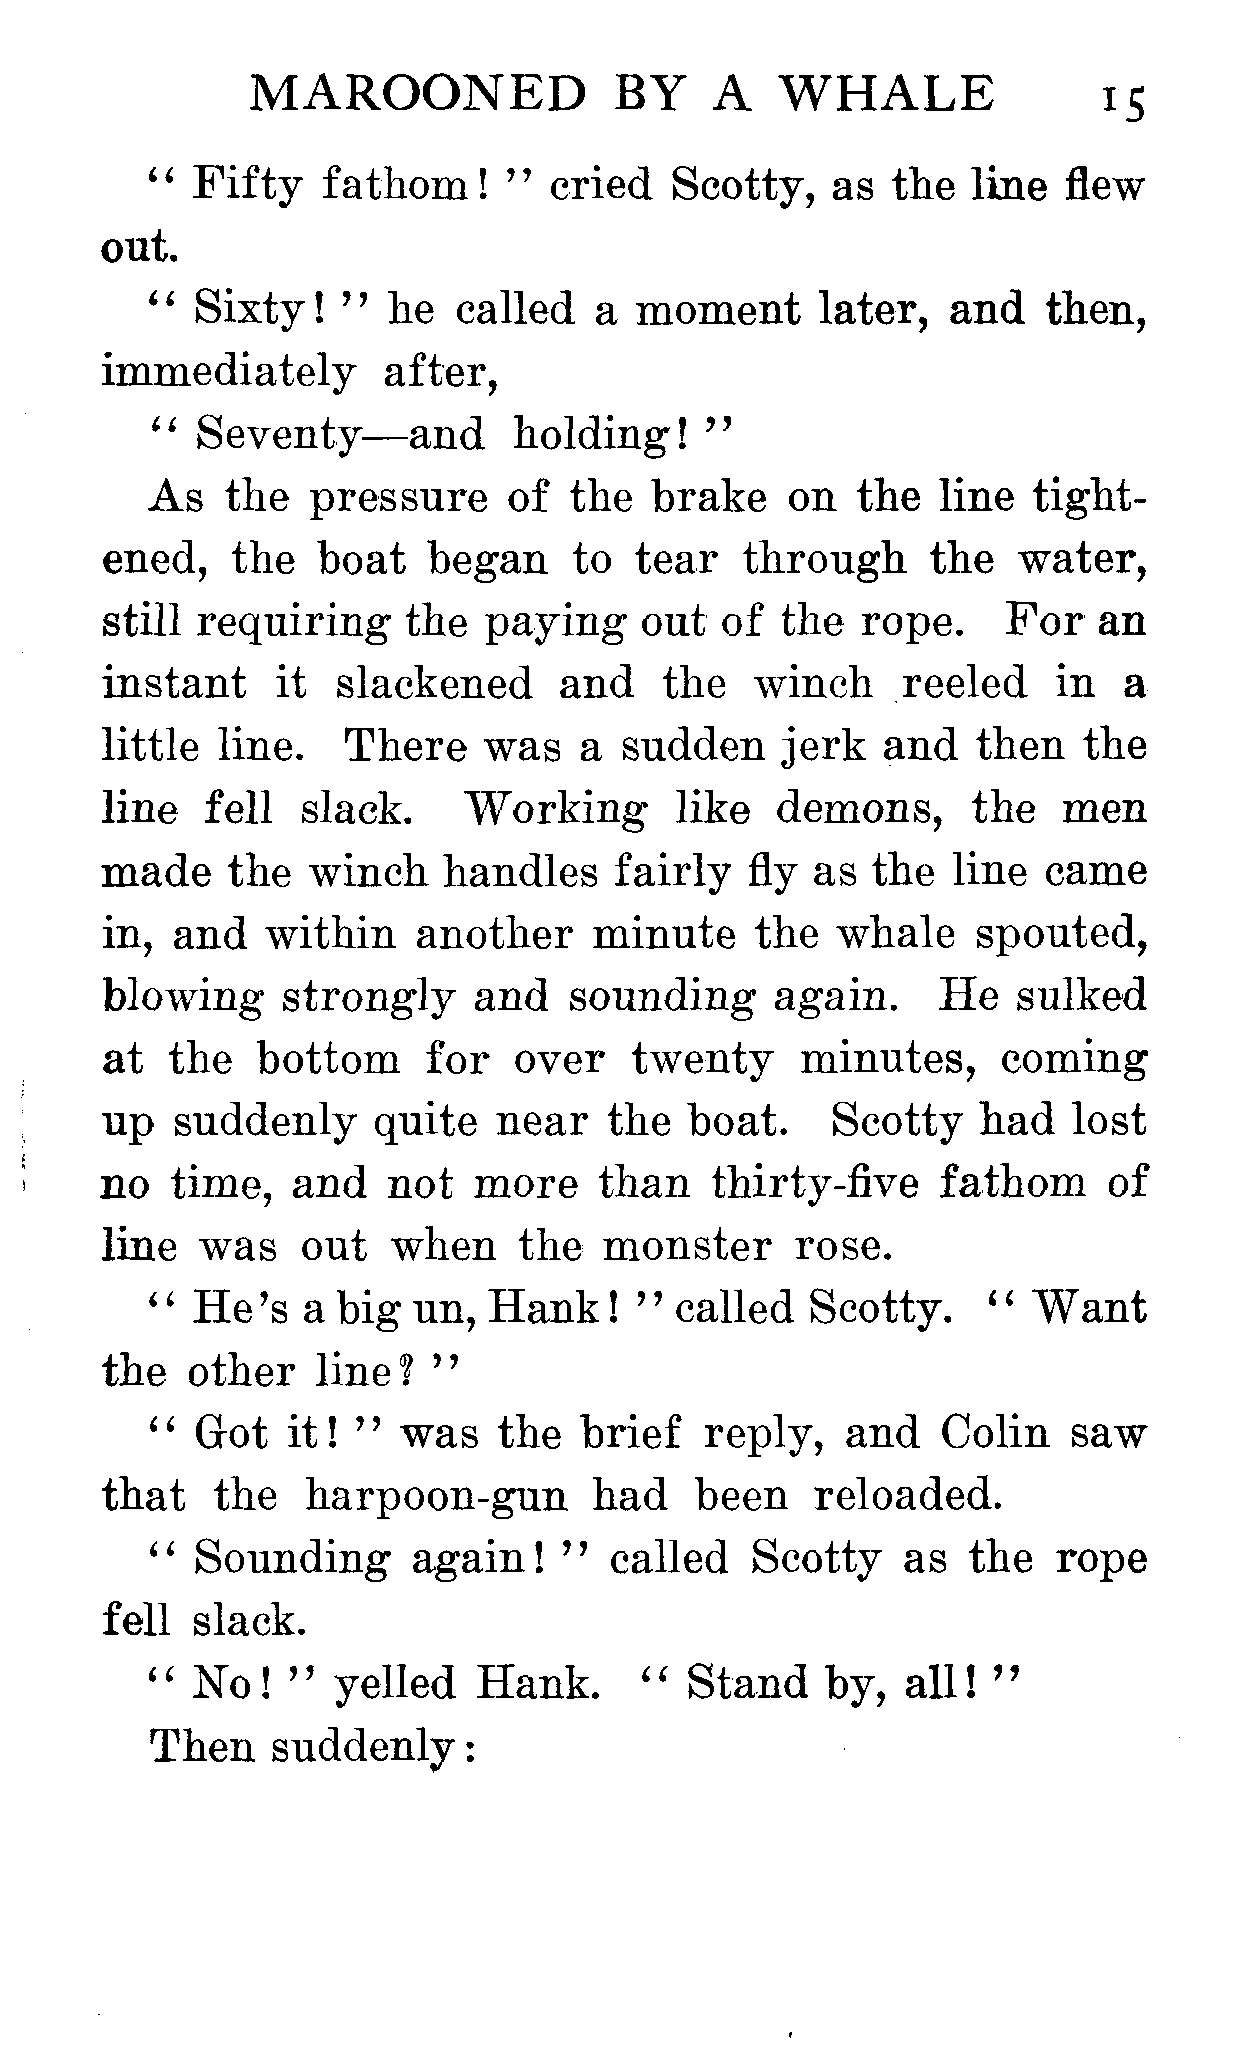 MAROONED BY A WHALE 15
“ Fifty fathom! ” cried Scotty, as the line flew
out.
“ Sixty! ” he called a moment later, and then,
immediately after,
“ Seventy—and holding! ”
As the pressure of the brake on the line tight-
ened, the boat began to tear through the water,
still requiring the paying out of the rope. For an
instant it slackened and the winch reeled in a
little line. There was a sudden jerk and then the
line fell slack. Working like demons, the men
made the winch handles fairly fly as the line came
in, and within another minute the whale spouted,
blowing strongly and sounding again. He sulked
at the bottom for over twenty minutes, coming
up suddenly quite near the boat. Scotty had lost
no time, and not more than thirty-five fathom of
line was out when the monster rose.
“ He’s a big un, Hank! ” called Scotty. “ Want
the other line? ”
“ Got it! ” was the brief reply, and Colin saw
that the harpoon-gun had been reloaded.
“ Sounding again! ” called Scotty as the rope
fell slack.
“ No! ” yelled Hank. “ Stand by, all! ”
Then suddenly: